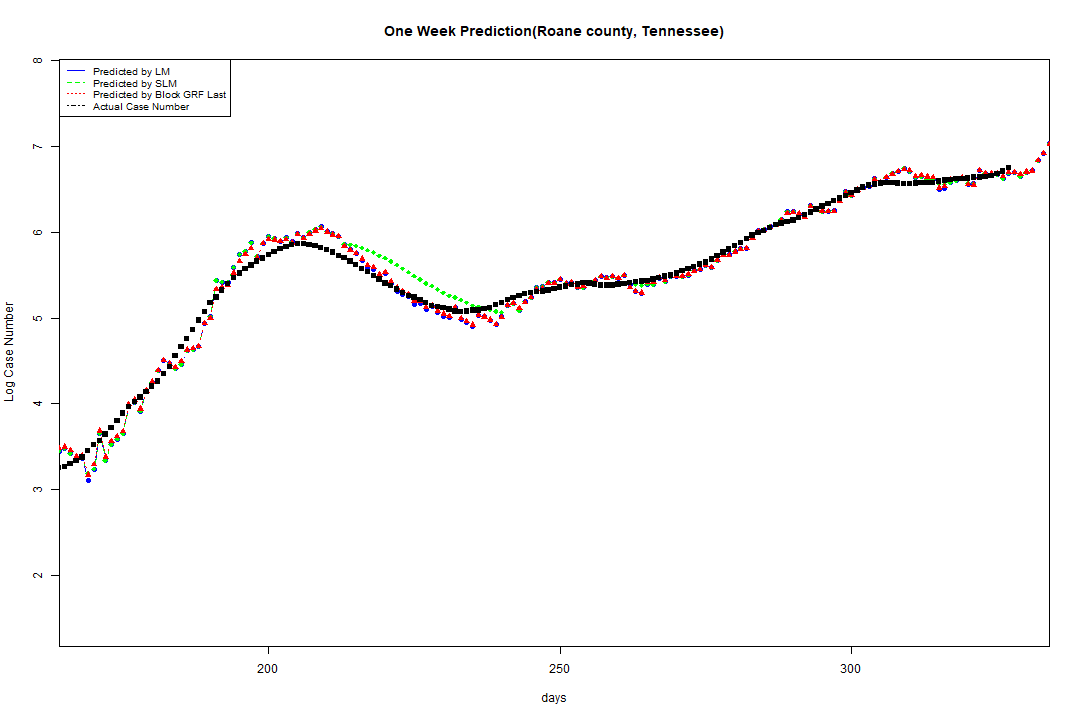 One Week Prediction(Roane county, Tennessee)
Predicted by LM
Predicted by SLM
Predicted by Block GRF Last
Actual Case Number
8
7
6
5
4
3
2
Log Case Number
200
250
300
days